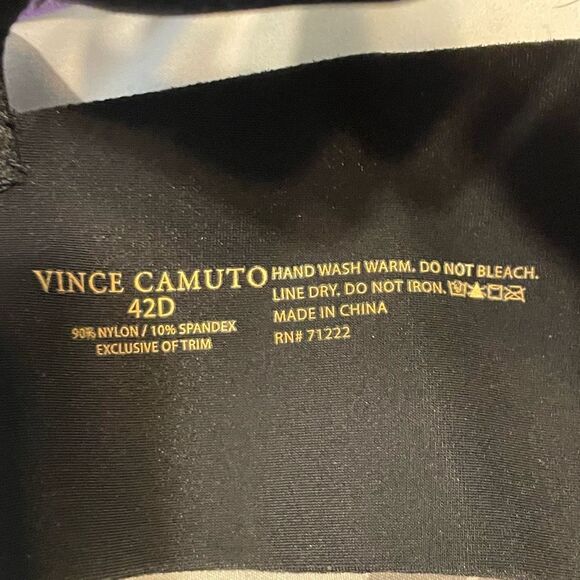 VINCE CAMUTO
42D
90% NYLON / 10% SPANDEX
EXCLUSIVE OF TRIM
HAND WASH WARM. DO NOT BLEACH.
LINE DRY. DO NOT IRON.
MADE IN CHINA
RN# 71222